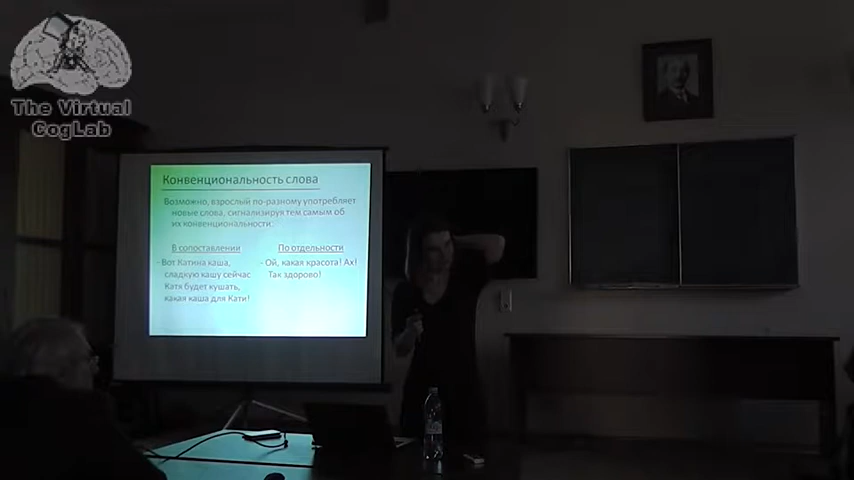 The Virtual
CogLab
Конвенциональность слова
Возможно, взрослый по-разному употребляет
новые слова, сигнализируя тем самым об
их конвенциональности:
В сопоставлении
- Вот Катина каша,
сладкую кашу сейчас
Катя будет кушать,
какая каша для Кати!
По отдельности
- Ой, какая красота! Ах!
Так здорово!